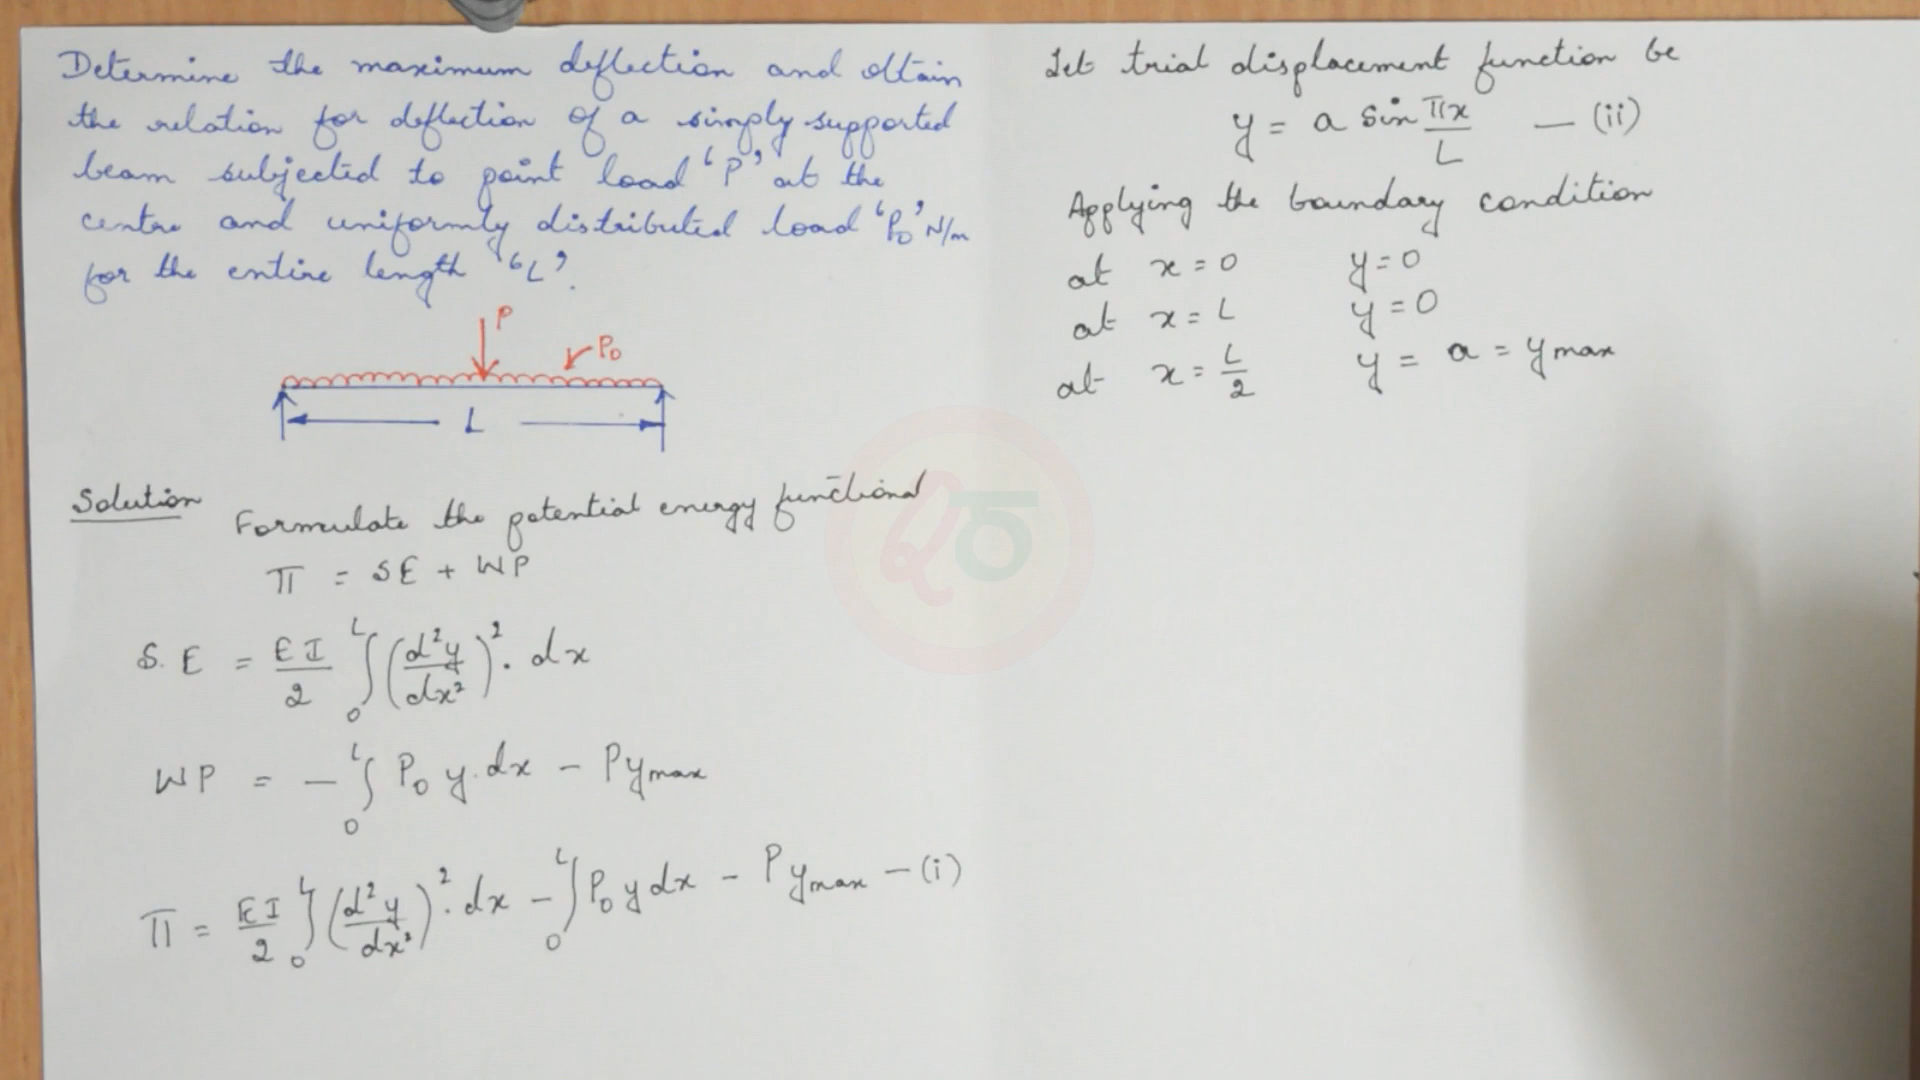 Determine the maximum deflection and obtain
the relation for deflection of a simply supported
beam subjected to point load 'P' at the
centre and uniformly distributed load 'P₀' N/m
for the entire length 'L'.
P
P₀
L
Solution
Formulate the potential energy functional
π = SE + WP
S.E = EI/2 ∫₀ᴸ (d²y/dx²)² . dx
WP = - ∫₀ᴸ P₀ y.dx - Pymax
π = EI/2 ∫₀ᴸ (d²y/dx²)² . dx - ∫₀ᴸ P₀ y dx - P ymax - (i)
Let trial displacement function be
y = a sin πx/L - (ii)
Applying the boundary condition
at x = 0 y = 0
at x = L y = 0
at x = L/2 y = a = ymax